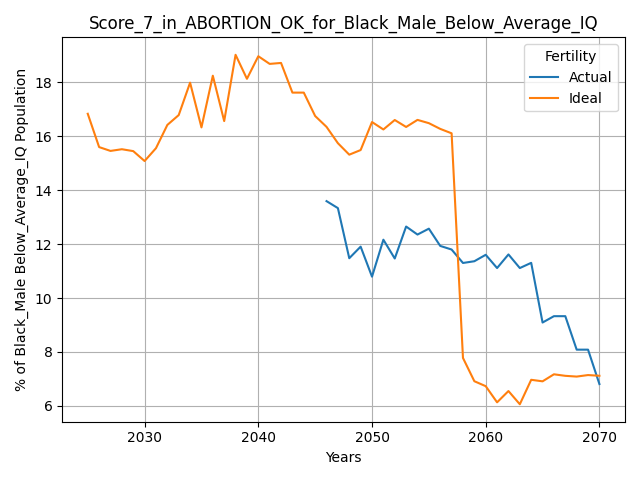 Score_7_in_ABORTION_OK_for_Black_Male_Below_Average_IQ
% of Black_Male Below_Average_IQ Population
18
16
14
12
10
8
6
Fertility
Actual
Ideal
2030
2040
2050
2060
2070
Years